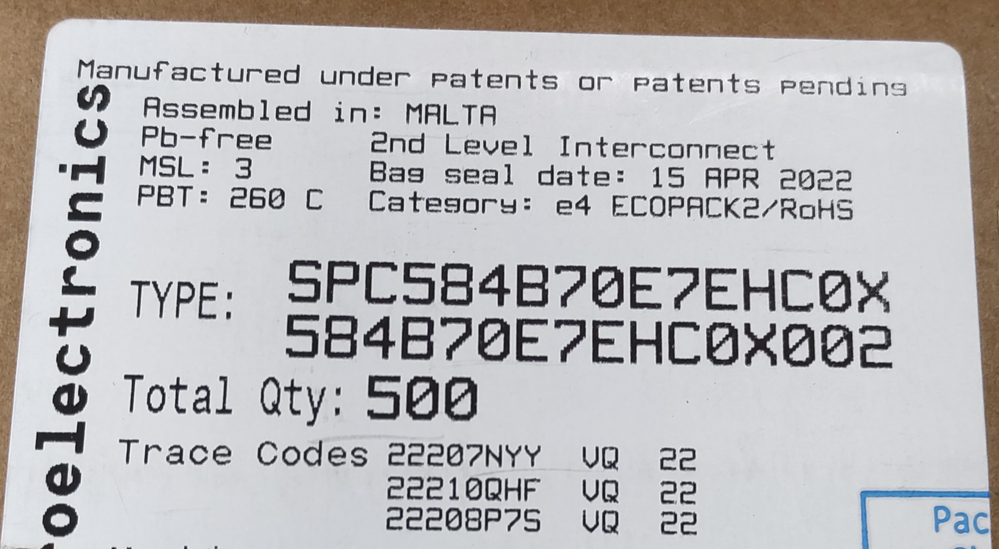 Manufactured under patents or patents pending
Assembled in: MALTA
Pb-free 2nd Level Interconnect
MSL: 3 Bag seal date: 15 APR 2022
PBT: 260 C Category: e4 ECOPACK2/RoHS
TYPE: SPC584B70E7EHC0X
584B70E7EHC0X002
Total Qty: 500
Trace Codes 22207NYY VQ 22
22210QHF VQ 22
22208P7S VQ 22
oelectronics
Pac